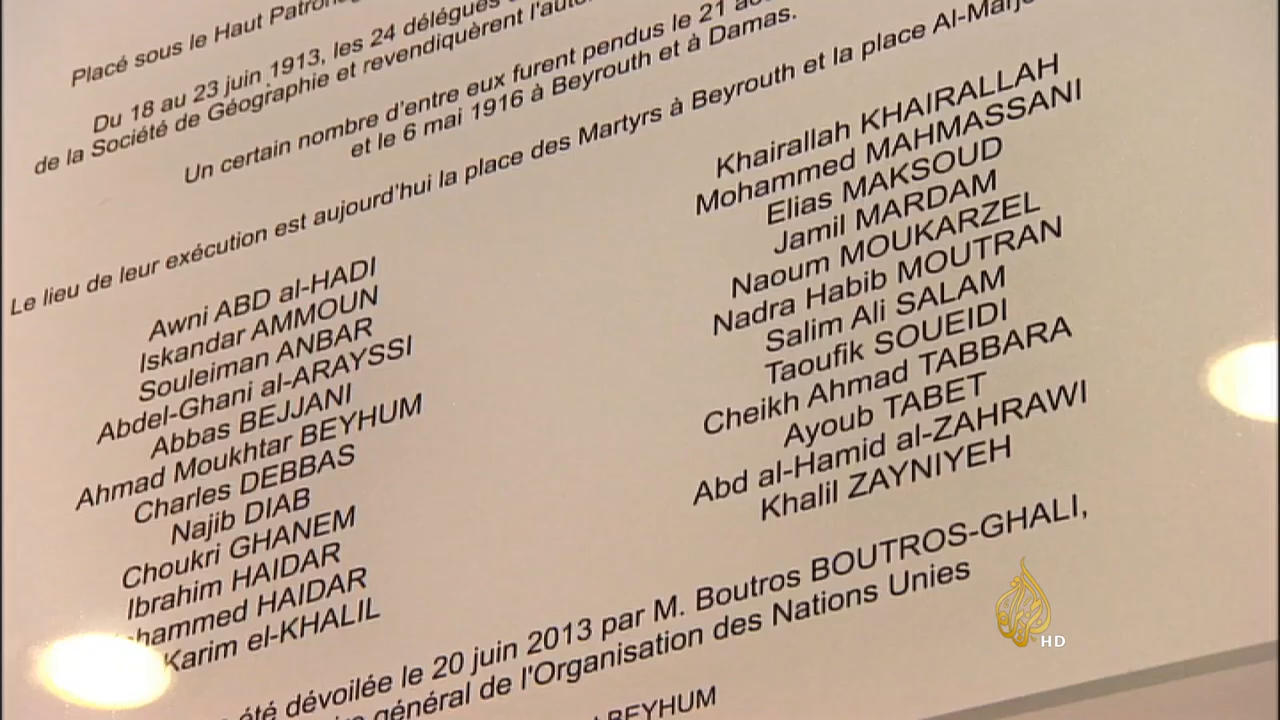 Placé sous le Haut
Du 18 au 23 juin 1913, les 24 délégués
de la Société de Géographie et revendiquèrent
Un certain nombre d'entre eux furent pendus le 21
et le 6 mai 1916 à Beyrouth et à Damas.
Le lieu de leur exécution est aujourd'hui la place des Martyrs à Beyrouth et la place
Awni ABD al-HADI
Iskandar AMMOUN
Souleiman ANBAR
Abdel-Ghani al-ARAYSSI
Abbas BEJJANI
Ahmad Moukhtar BEYHUM
Charles DEBBAS
Najib DIAB
Choukri GHANEM
Ibrahim HAIDAR
HAIDAR
Karim el-KHALIL
Khairallah KHAIRALLAH
Mohammed MAHMASSANI
Elias MAKSOUD
Jamil MARDAM
Naoum MOUKARZEL
Nadra Habib MOUTRAN
Salim Ali SALAM
Taoufik SOUEIDI
Cheikh Ahmad TABBARA
Ayoub TABET
Abd al-Hamid al-ZAHRAWI
Khalil ZAYNIYEH
été dévoilée le 20 juin 2013 par M. Boutros BOUTROS-GHALI,
général de l'Organisation des Nations Unies
BEYHUM
الجزيرة
HD